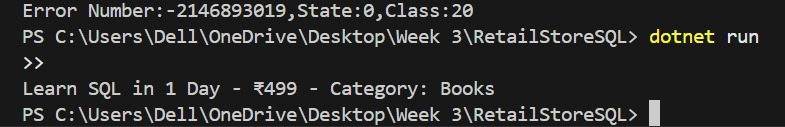 Error Number:-2146893019,State:0,Class:20
PS C:\Users\Dell\OneDrive\Desktop\Week 3\RetailStoreSQL> dotnet run
>>
Learn SQL in 1 Day - ₹499 - Category: Books
PS C:\Users\Dell\OneDrive\Desktop\Week 3\RetailStoreSQL>